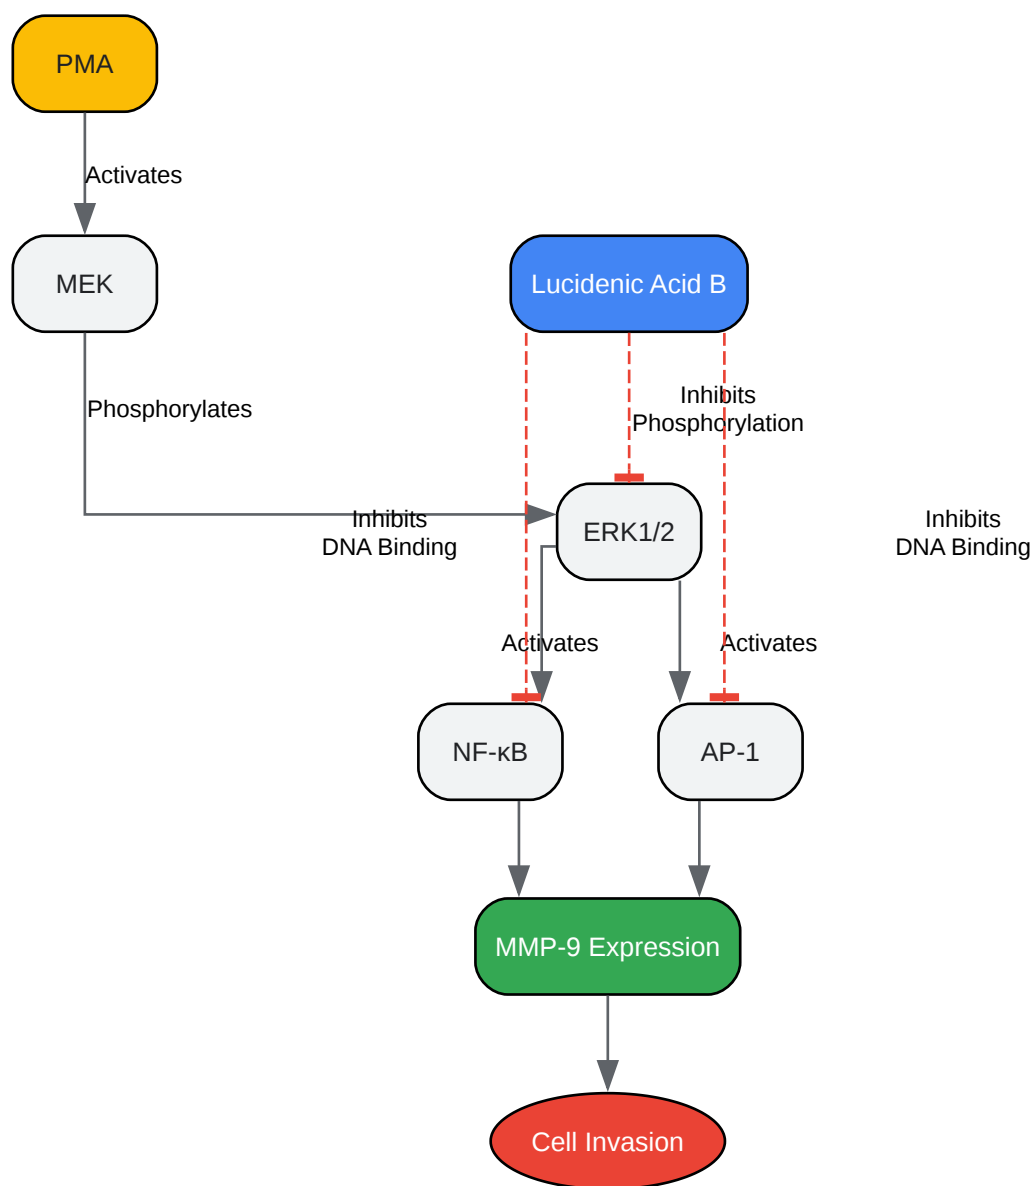 PMA
Activates
MEK
Lucidenic Acid B
Phosphorylates
Inhibits
Phosphorylation
Inhibits
DNA Binding
ERK1/2
Inhibits
DNA Binding
Activates
Activates
NF-κB
AP-1
MMP-9 Expression
Cell Invasion